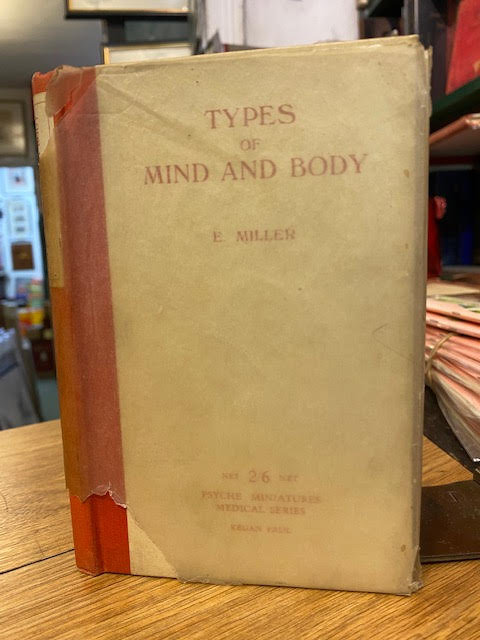 TYPES
OF
MIND AND BODY
E. MILLER
NET 2/6 NET
PSYCHE MINIATURES
MEDICAL SERIES
KEGAN PAUL